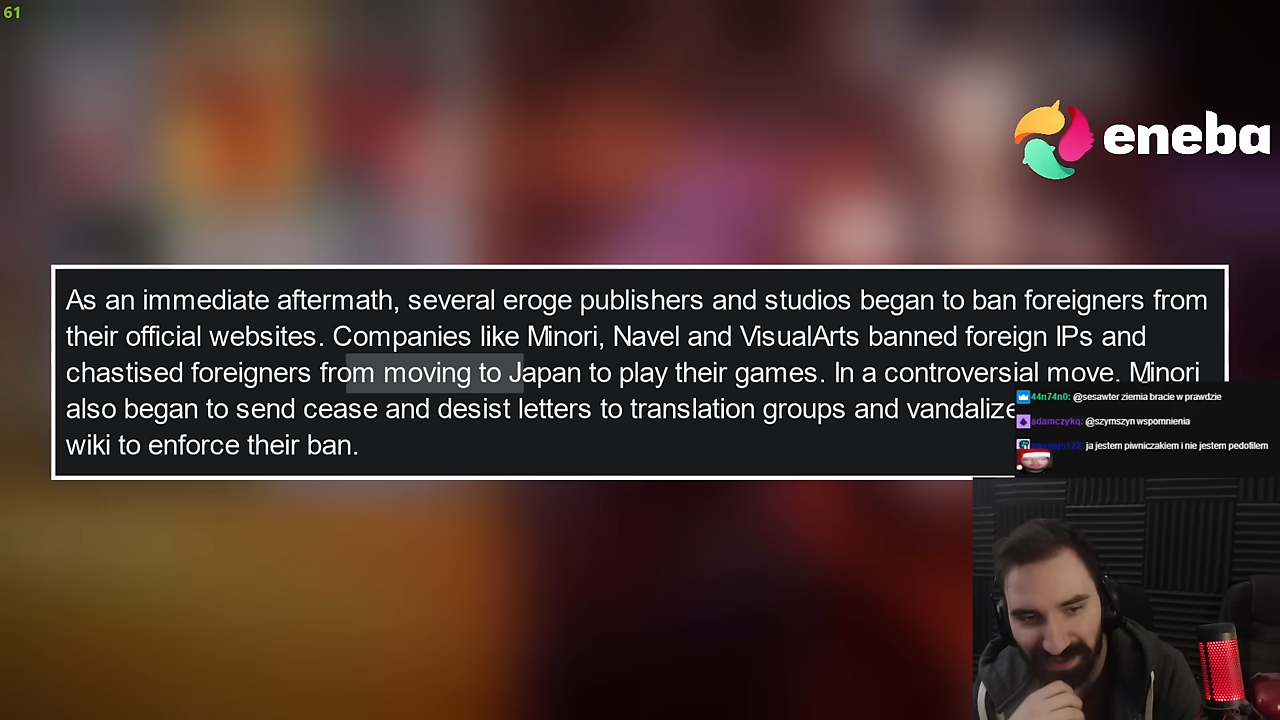 61
eneba
As an immediate aftermath, several eroge publishers and studios began to ban foreigners from
their official websites. Companies like Minori, Navel and VisualArts banned foreign IPs and
chastised foreigners from moving to Japan to play their games. In a controversial move. Minori
also began to send cease and desist letters to translation groups and vandalize
wiki to enforce their ban.
44n74n0: @sesawter ziemia bracie w prawdzie
adamczykq: @szymszyn wspomnienia
ja jestem piwniczakiem i nie jestem pedofilem